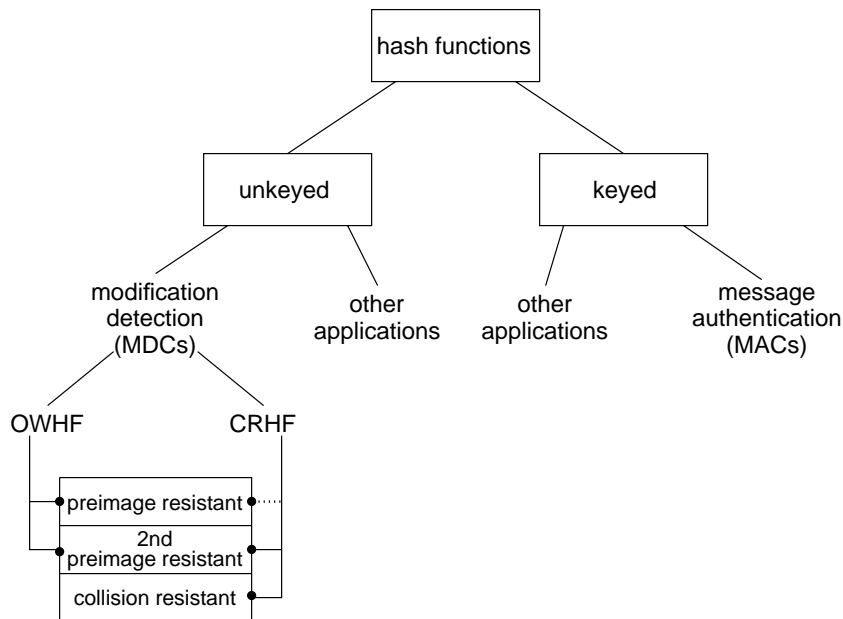 hash functions
unkeyed
keyed
modification
detection
(MDCs)
other
applications
other
applications
message
authentication
(MACs)
OWHF
CRHF
preimage resistant
2nd
preimage resistant
collision resistant